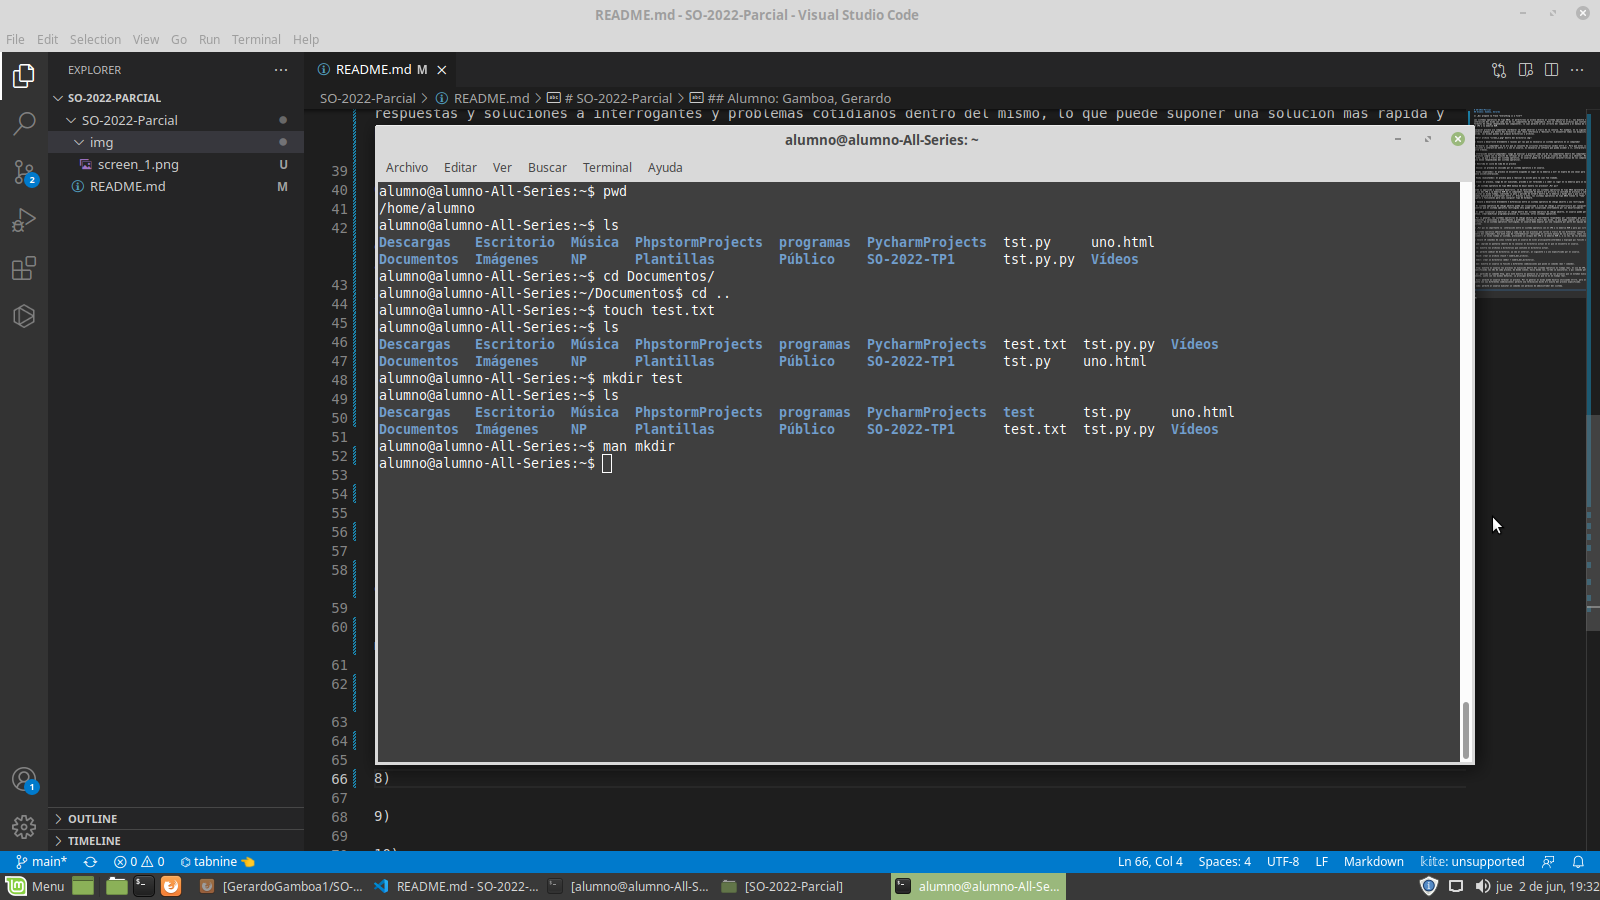 README.md - SO-2022-Parcial - Visual Studio Code
File Edit Selection View Go Run Terminal Help
EXPLORER
README.md M
SO-2022-PARCIAL
SO-2022-Parcial
img
screen_1.png U
README.md M
OUTLINE
TIMELINE
2
1
SO-2022-Parcial > README.md > # SO-2022-Parcial > ## Alumno: Gamboa, Gerardo
respuestas y soluciones a interrogantes y problemas cotidianos dentro del mismo, lo que puede suponer una solucion mas rapida y
39
40
41
42
43
44
45
46
47
48
49
50
51
52
53
54
55
56
57
58
59
60
61
62
63
64
65
66 8)
67
68 9)
69
alumno@alumno-All-Series: ~
Archivo Editar Ver Buscar Terminal Ayuda
alumno@alumno-All-Series:~$ pwd
/home/alumno
alumno@alumno-All-Series:~$ ls
Descargas Escritorio Música PhpstormProjects programas PycharmProjects tst.py uno.html
Documentos Imágenes NP Plantillas Público SO-2022-TP1 tst.py.py Vídeos
alumno@alumno-All-Series:~$ cd Documentos/
alumno@alumno-All-Series:~/Documentos$ cd ..
alumno@alumno-All-Series:~$ touch test.txt
alumno@alumno-All-Series:~$ ls
Descargas Escritorio Música PhpstormProjects programas PycharmProjects test.txt tst.py.py Vídeos
Documentos Imágenes NP Plantillas Público SO-2022-TP1 tst.py uno.html
alumno@alumno-All-Series:~$ mkdir test
alumno@alumno-All-Series:~$ ls
Descargas Escritorio Música PhpstormProjects programas PycharmProjects test tst.py uno.html
Documentos Imágenes NP Plantillas Público SO-2022-TP1 test.txt tst.py.py Vídeos
alumno@alumno-All-Series:~$ man mkdir
alumno@alumno-All-Series:~$
main* 0 0 tabnine Ln 66, Col 4 Spaces: 4 UTF-8 LF Markdown kite: unsupported
Menu [GerardoGamboa1/SO-... README.md - SO-2022-... [alumno@alumno-All-S... [SO-2022-Parcial] alumno@alumno-All-Se... jue 2 de jun, 19:32